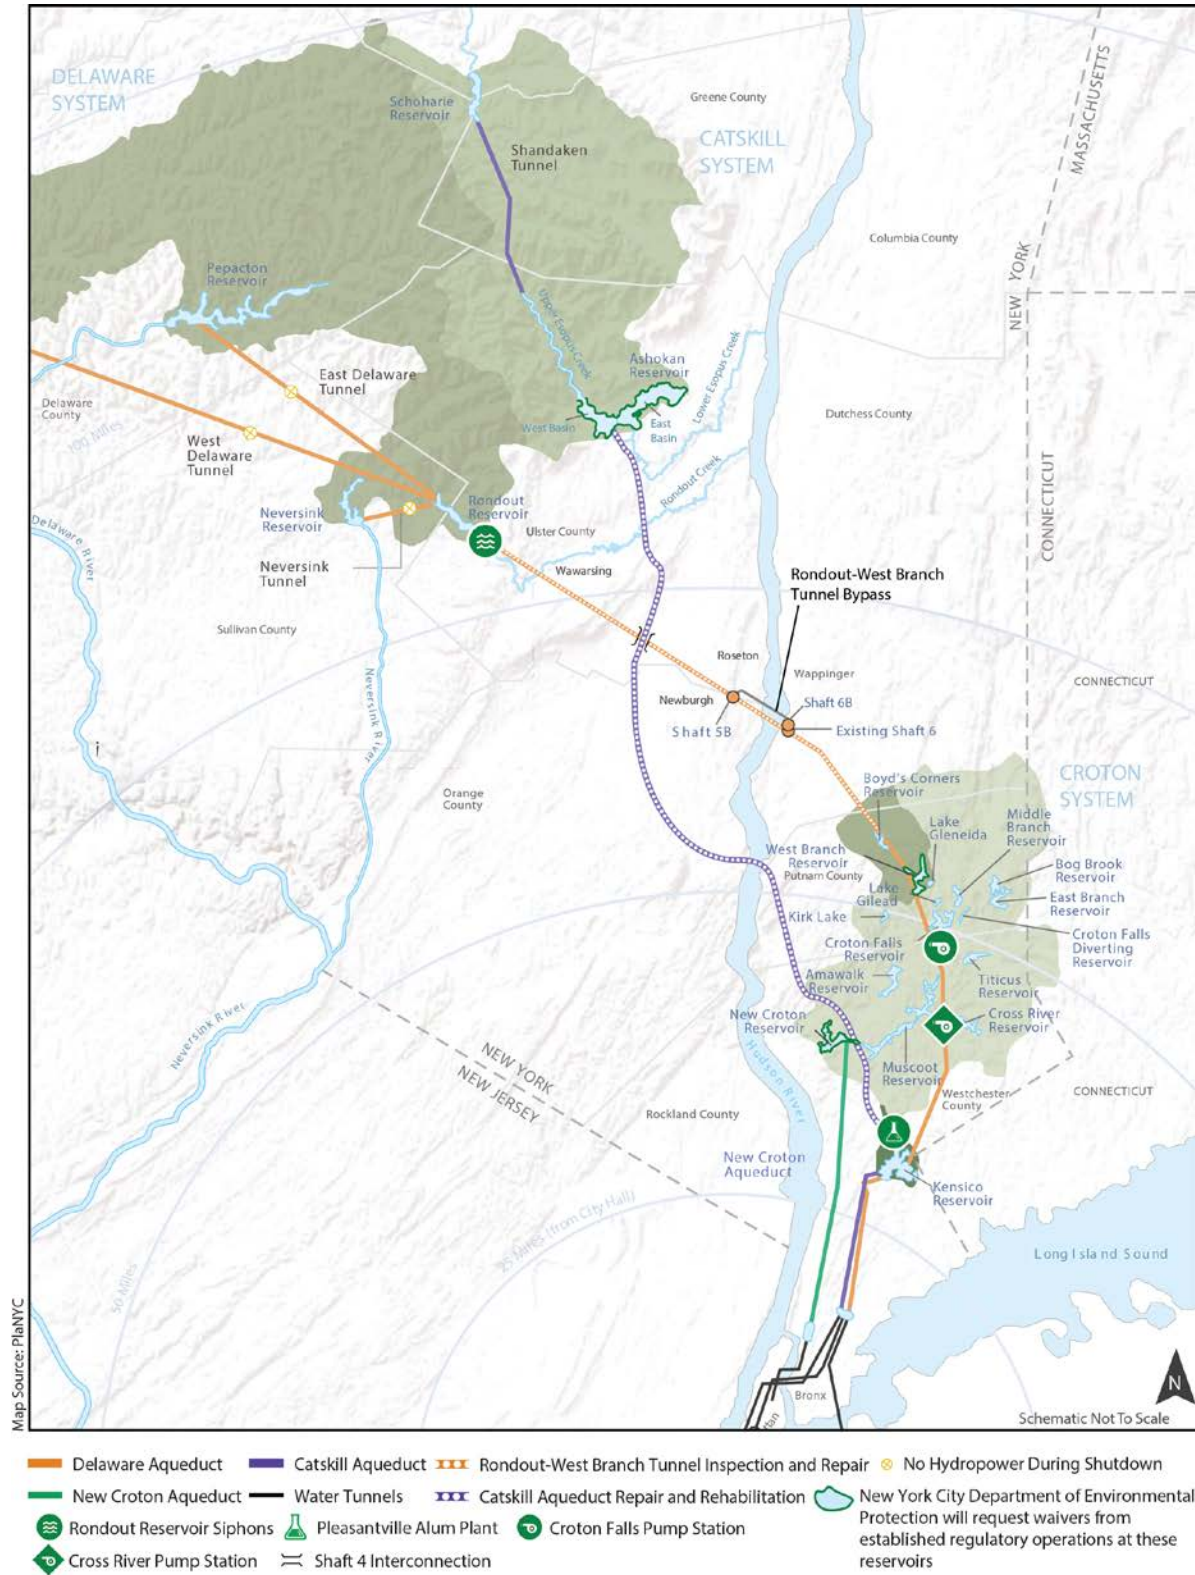 DELAWARE
SYSTEM
Schoharie
Reservoir
Greene County
MASSACHUSETTS
CATSKILL
SYSTEM
Shandaken
Tunnel
Columbia County
NEW YORK
Pepacton
Reservoir
Upper Esopus Creek
Ashokan
Reservoir
Lower Esopus Creek
East Delaware
Tunnel
Delaware
County
100 Miles
West Basin
East
Basin
Dutchess County
CONNECTICUT
West
Delaware
Tunnel
Rondout Creek
Neversink
Reservoir
Rondout
Reservoir
Ulster County
Delaware River
Neversink
Tunnel
Wawarsing
Rondout-West Branch
Tunnel Bypass
Sullivan County
Neversink River
Roseton
Wappinger
CONNECTICUT
Newburgh
Shaft 6B
Shaft 5B
Existing Shaft 6
Orange
County
Boyd's Corners
Reservoir
CROTON
SYSTEM
Lake
Gleneida
Middle
Branch
Reservoir
West Branch
Reservoir
Putnam County
Bog Brook
Reservoir
Lake
Gilead
East Branch
Reservoir
Kirk Lake
Croton Falls
Reservoir
Croton Falls
Diverting
Reservoir
Amawalk
Reservoir
Titicus
Reservoir
New Croton
Reservoir
Cross River
Reservoir
Neversink River
NEW YORK
NEW JERSEY
Hudson River
Muscoot
Reservoir
Westchester
County
CONNECTICUT
Rockland County
New Croton
Aqueduct
Kensico
Reservoir
25 Miles (from City Hall)
50 Miles
Long Island Sound
Bronx
N
Schematic Not To Scale
Map Source: PlaNYC
Delaware Aqueduct
Catskill Aqueduct
Rondout-West Branch Tunnel Inspection and Repair
No Hydropower During Shutdown
New Croton Aqueduct
Water Tunnels
Catskill Aqueduct Repair and Rehabilitation
New York City Department of Environmental
Protection will request waivers from
established regulatory operations at these
reservoirs
Rondout Reservoir Siphons
Pleasantville Alum Plant
Croton Falls Pump Station
Cross River Pump Station
Shaft 4 Interconnection